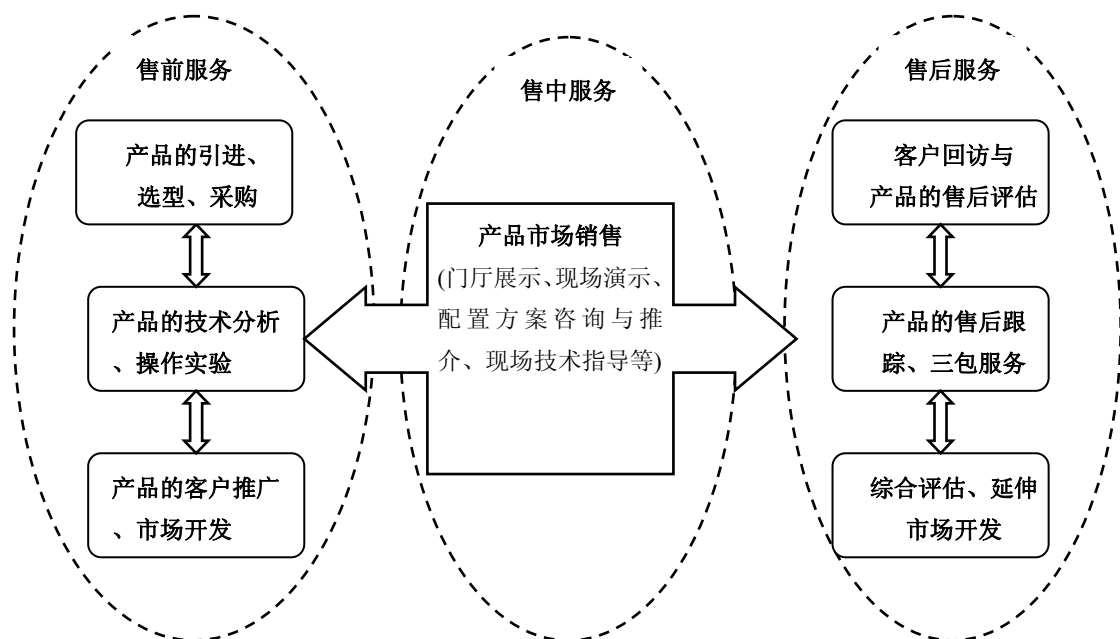 售前服务
产品的引进、
选型、采购
产品的技术分析
、操作实验
产品的客户推广
、市场开发
售中服务
产品市场销售
(门厅展示、现场演示、
配置方案咨询与推
介、现场技术指导等)
售后服务
客户回访与
产品的售后评估
产品的售后跟
踪、三包服务
综合评估、延伸
市场开发